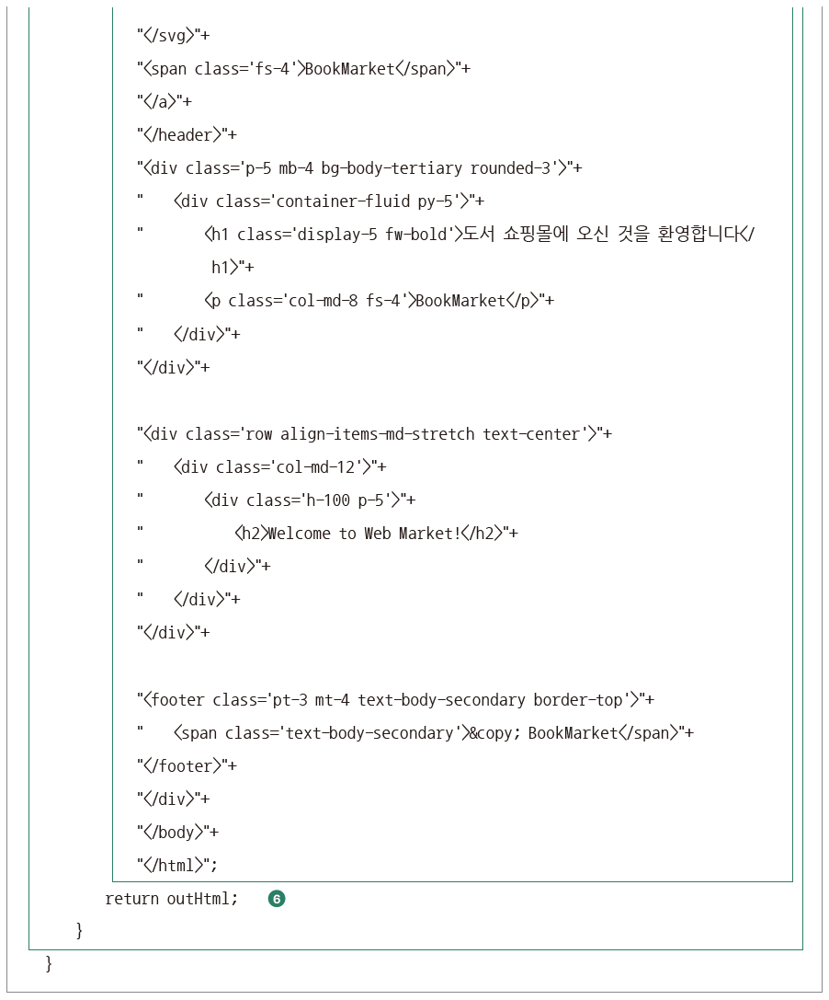 "</svg>"+
"<span class='fs-4'>BookMarket</span>"+
"</a>"+
"</header>"+
"<div class='p-5 mb-4 bg-body-tertiary rounded-3'>"+
"   <div class='container-fluid py-5'>"+
"      <h1 class='display-5 fw-bold'>도서 쇼핑몰에 오신 것을 환영합니다</
h1>"+
"      <p class='col-md-8 fs-4'>BookMarket</p>"+
"   </div>"+
"</div>"+
"<div class='row align-items-md-stretch text-center'>"+
"   <div class='col-md-12'>"+
"      <div class='h-100 p-5'>"+
"         <h2>Welcome to Web Market!</h2>"+
"      </div>"+
"   </div>"+
"</div>"+
"<footer class='pt-3 mt-4 text-body-secondary border-top'>"+
"   <span class='text-body-secondary'>&copy; BookMarket</span>"+
"</footer>"+
"</div>"+
"</body>"+
"</html>";
return outHtml; 6
}
}